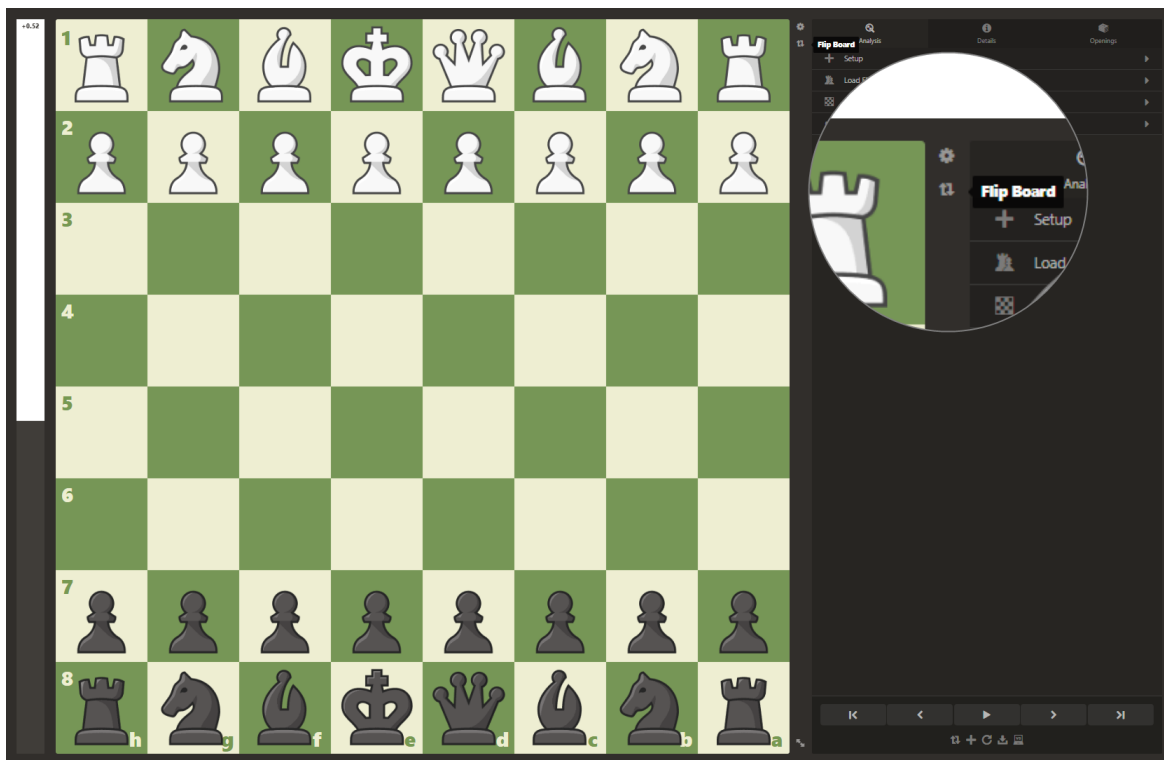 +0.52
1
2
3
4
5
6
7
8
h g f e d c b a
Flip Board
Analysis
Details
Openings
Setup
Load
Flip Board
Ana
Setup
Load